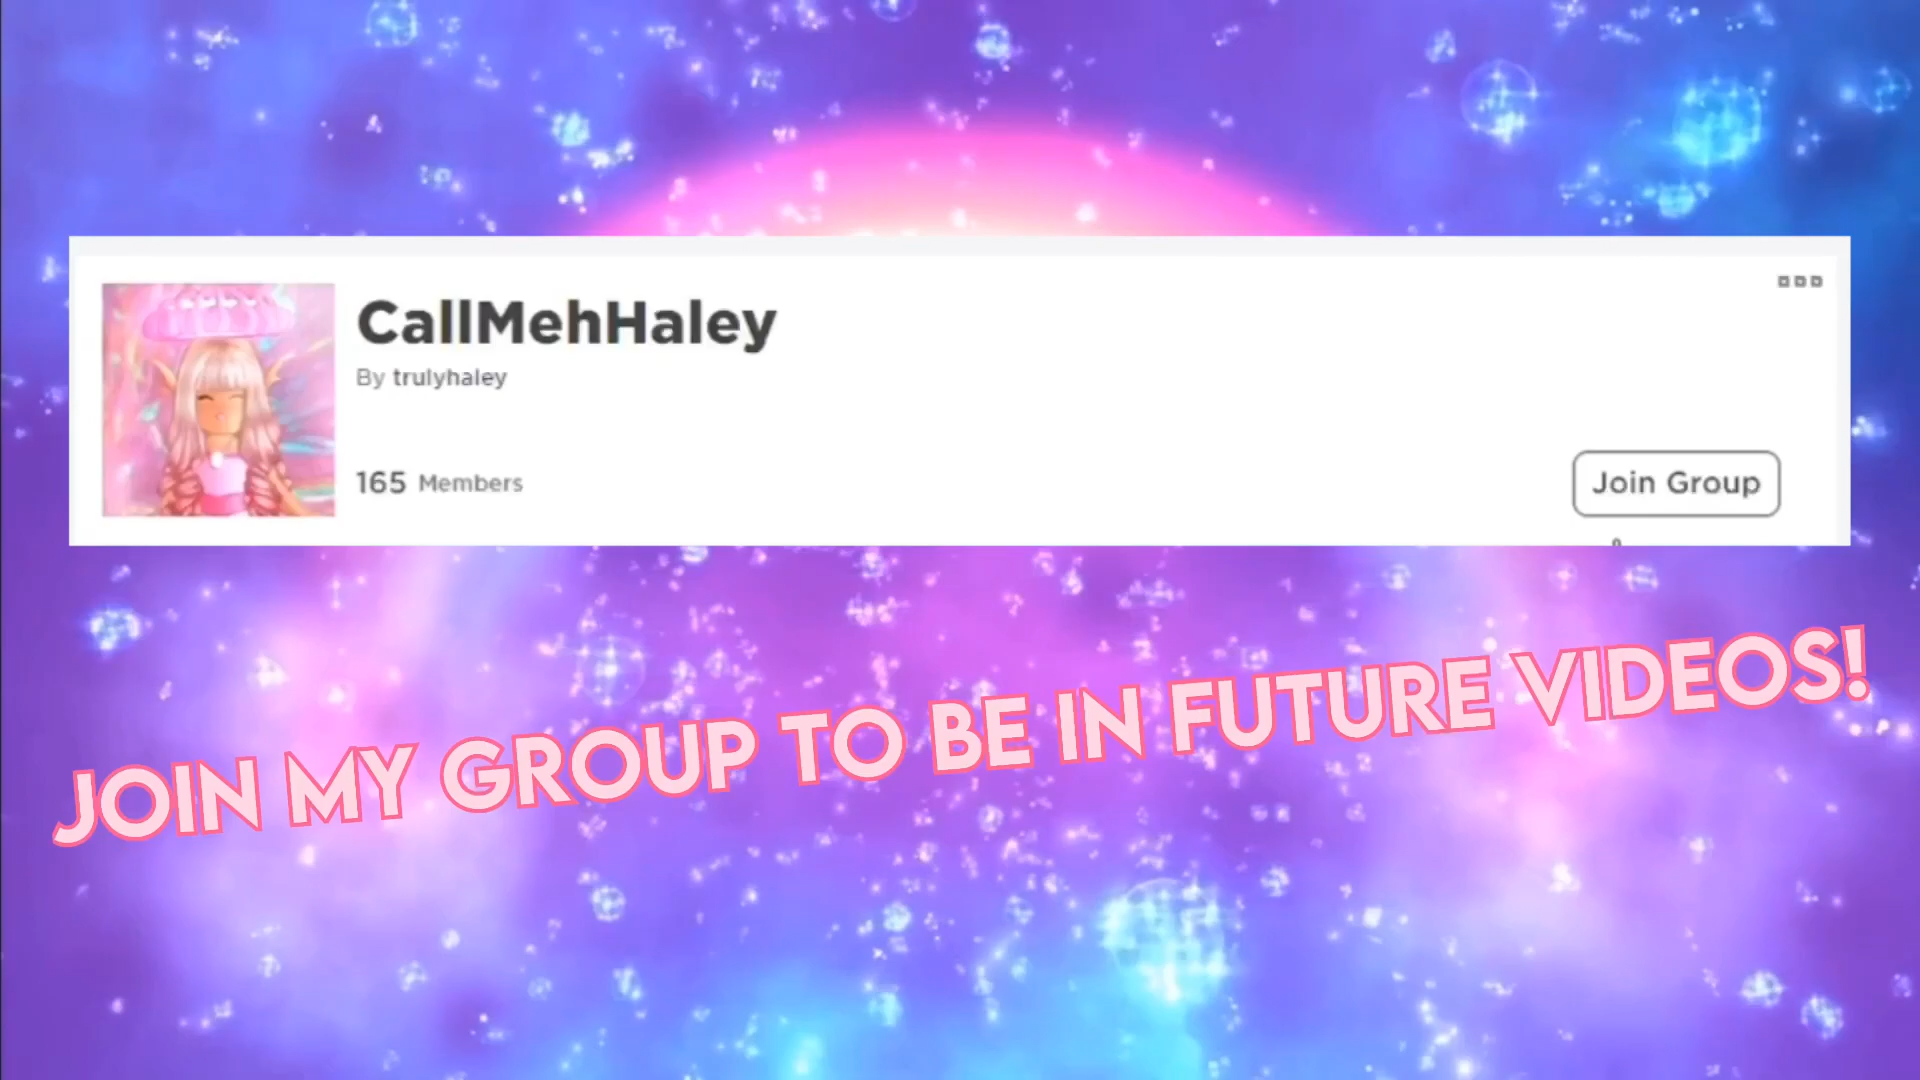 CallMehHaley
By trulyhaley
165 Members
Join Group
JOIN MY GROUP TO BE IN FUTURE VIDEOS!